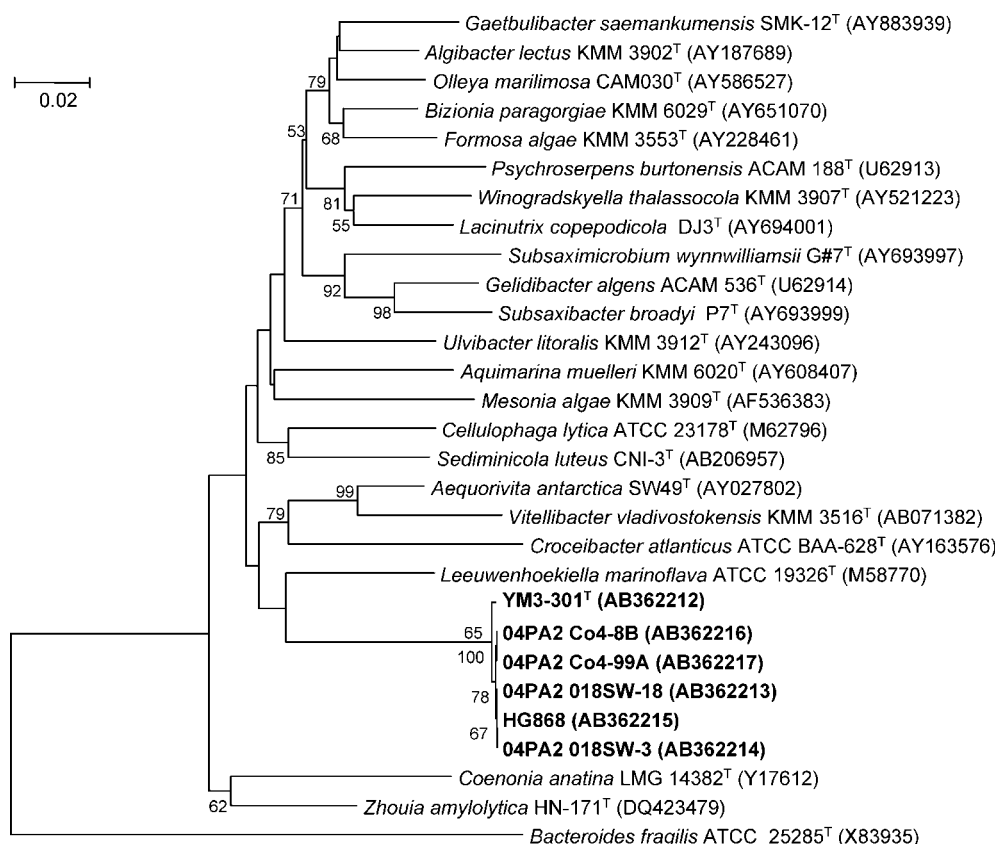 Gaetbulibacter saemankumensis SMK-12ᵀ (AY883939)
Algibacter lectus KMM 3902ᵀ (AY187689)
79 Olleya marilimosa CAM030ᵀ (AY586527)
0.02
Bizionia paragorgiae KMM 6029ᵀ (AY651070)
53 68 Formosa algae KMM 3553ᵀ (AY228461)
Psychroserpens burtonensis ACAM 188ᵀ (U62913)
71 81 Winogradskyella thalassocola KMM 3907ᵀ (AY521223)
55 Lacinutrix copepodicola DJ3ᵀ (AY694001)
Subsaximicrobium wynnwilliamsii G#7ᵀ (AY693997)
92 Gelidibacter algens ACAM 536ᵀ (U62914)
98 Subsaxibacter broadyi P7ᵀ (AY693999)
Ulvibacter litoralis KMM 3912ᵀ (AY243096)
Aquimarina muelleri KMM 6020ᵀ (AY608407)
Mesonia algae KMM 3909ᵀ (AF536383)
Cellulophaga lytica ATCC 23178ᵀ (M62796)
85 Sediminicola luteus CNI-3ᵀ (AB206957)
99 Aequorivita antarctica SW49ᵀ (AY027802)
79 Vitellibacter vladivostokensis KMM 3516ᵀ (AB071382)
Croceibacter atlanticus ATCC BAA-628ᵀ (AY163576)
Leeuwenhoekiella marinoflava ATCC 19326ᵀ (M58770)
YM3-301ᵀ (AB362212)
65 04PA2 Co4-8B (AB362216)
100 04PA2 Co4-99A (AB362217)
78 04PA2 018SW-18 (AB362213)
HG868 (AB362215)
67 04PA2 018SW-3 (AB362214)
Coenonia anatina LMG 14382ᵀ (Y17612)
62 Zhouia amylolytica HN-171ᵀ (DQ423479)
Bacteroides fragilis ATCC 25285ᵀ (X83935)